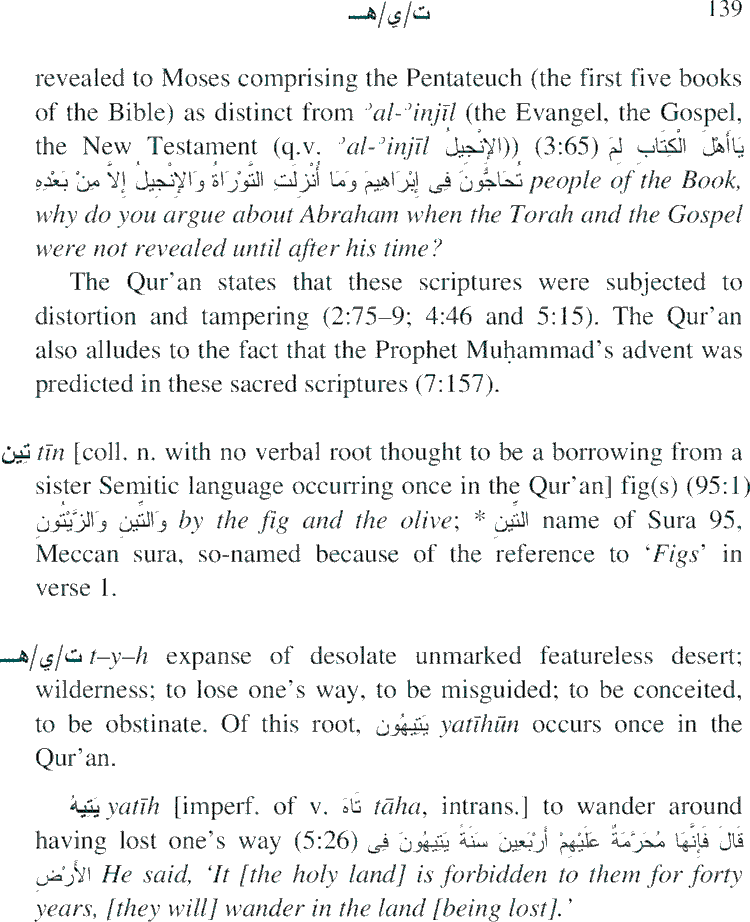 ت/ي/هـ 139
revealed to Moses comprising the Pentateuch (the first five books
of the Bible) as distinct from ʾal-ʾinjīl (the Evangel, the Gospel,
the New Testament (q.v. ʾal-ʾinjīl الإنْجِيلُ)) (3:65) يَاأَهْلَ الْكِتَابِ لِمَ
تُحَاجُّونَ فِى إِبْرَاهِيمَ وَمَا أُنْزِلَتِ التَّوْرَاةُ وَالإنْجِيلُ إلاَّ مِنْ بَعْدِهِ people of the Book,
why do you argue about Abraham when the Torah and the Gospel
were not revealed until after his time?
The Qur’an states that these scriptures were subjected to
distortion and tampering (2:75–9; 4:46 and 5:15). The Qur’an
also alludes to the fact that the Prophet Muḥammad’s advent was
predicted in these sacred scriptures (7:157).
تِين tīn [coll. n. with no verbal root thought to be a borrowing from a
sister Semitic language occurring once in the Qur’an] fig(s) (95:1)
وَالتِّينِ وَالزَّيْتُونِ by the fig and the olive; * التِّينِ name of Sura 95,
Meccan sura, so-named because of the reference to ‘Figs’ in
verse 1.
ت/ي/هـ t–y–h expanse of desolate unmarked featureless desert;
wilderness; to lose one’s way, to be misguided; to be conceited,
to be obstinate. Of this root, يَتِيهُون yatīhūn occurs once in the
Qur’an.
يَتِيهُ yatīh [imperf. of v. تَاهَ tāha, intrans.] to wander around
having lost one’s way (5:26) قَالَ فَإِنَّهَا مُحَرَّمَةٌ عَلَيْهِمْ أَرْبَعِينَ سَنَةً يَتِيهُونَ فِى
الأَرْضِ He said, ‘It [the holy land] is forbidden to them for forty
years, [they will] wander in the land [being lost].’